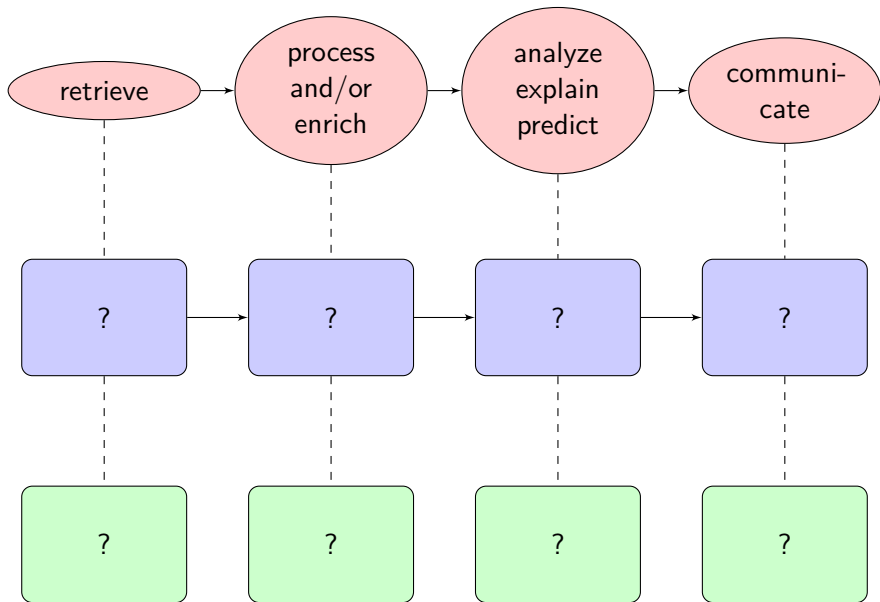 retrieve
process
and/or
enrich
analyze
explain
predict
communi-
cate
?
?
?
?
?
?
?
?